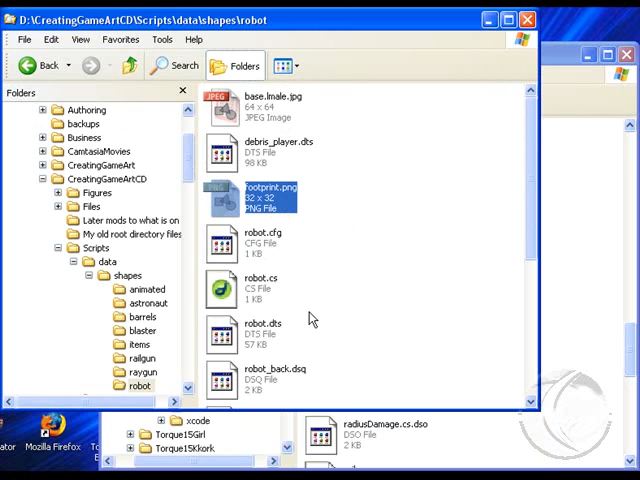 D:\CreatingGameArtCD\Scripts\data\shapes\robot
File Edit View Favorites Tools Help
Back Search Folders
Folders
Authoring
backups
Business
CamtasiaMovies
CreatingGameArt
CreatingGameArtCD
Figures
Files
Later mods to what is on
My old root directory files
Scripts
data
shapes
animated
astronaut
barrels
blaster
items
railgun
raygun
robot
JPEG
base.lmale.jpg
64 x 64
JPEG Image
debris_player.dts
DTS File
98 KB
PNG
footprint.png
32 x 32
PNG File
robot.cfg
CFG File
1 KB
robot.cs
CS File
1 KB
robot.dts
DTS File
57 KB
robot_back.dsq
DSQ File
2 KB
Mozilla Firefox
xcode
Torque15Girl
Torque15Kkork
radiusDamage.cs.dso
DSO File
2 KB